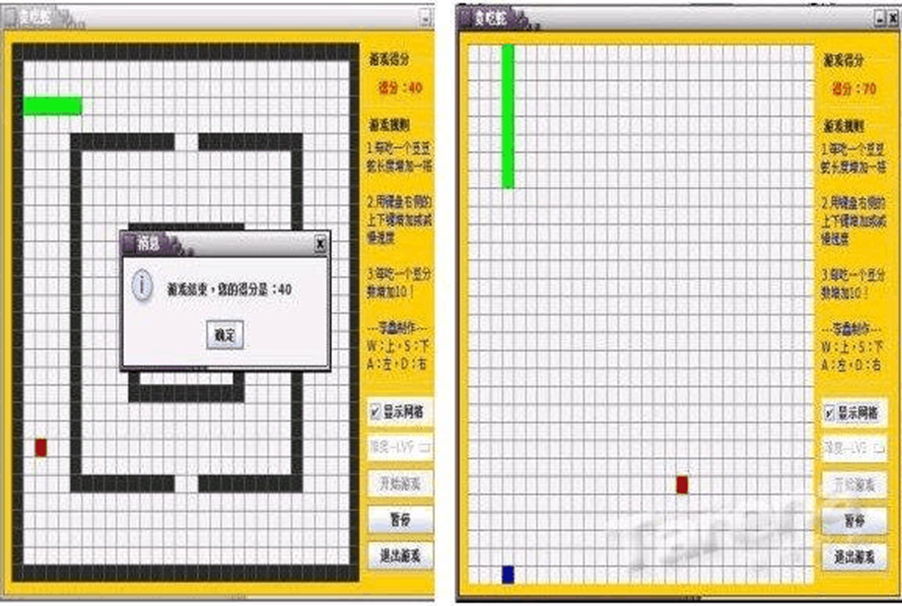 贪吃蛇
游戏得分
得分：40
游戏规则
1.每吃一个豆豆
蛇长度增加一格
2.用键盘右侧的
上下键增加或减
慢速度
3.每吃一个豆分
数增加10！
---李蠡制作---
W：上，S：下
A：左，D：右
显示网格
难度--LV9
开始游戏
暂停
退出游戏
消息
游戏结束，您的得分是：40
确定
贪吃蛇
游戏得分
得分：70
游戏规则
1.每吃一个豆豆
蛇长度增加一格
2.用键盘右侧的
上下键增加或减
慢速度
3.每吃一个豆分
数增加10！
---李蠡制作---
W：上，S：下
A：左，D：右
显示网格
难度--LV9
开始游戏
暂停
退出游戏
Tarena